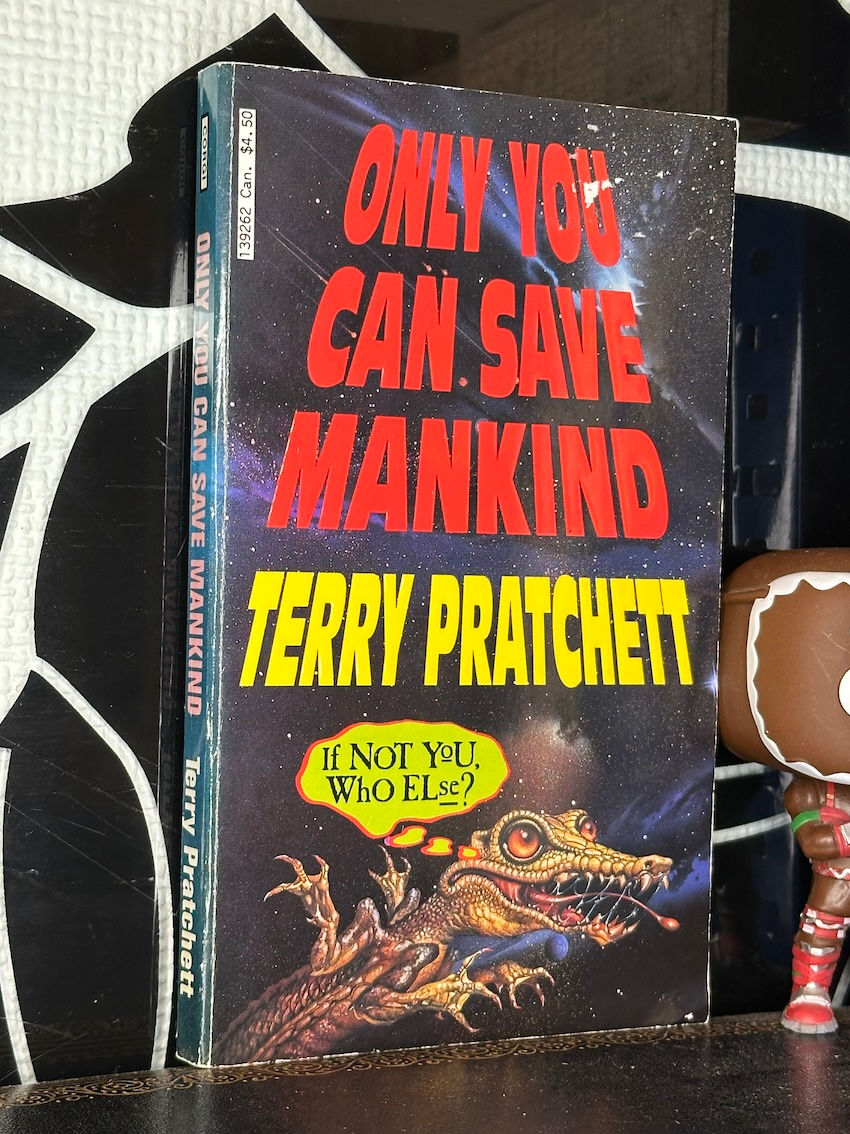 CORGI
ONLY YOU CAN SAVE MANKIND
Terry Pratchett
139262 Can. $4.50
ONLY YOU
CAN SAVE
MANKIND
TERRY PRATCHETT
If NOT YoU,
WhO ELse?